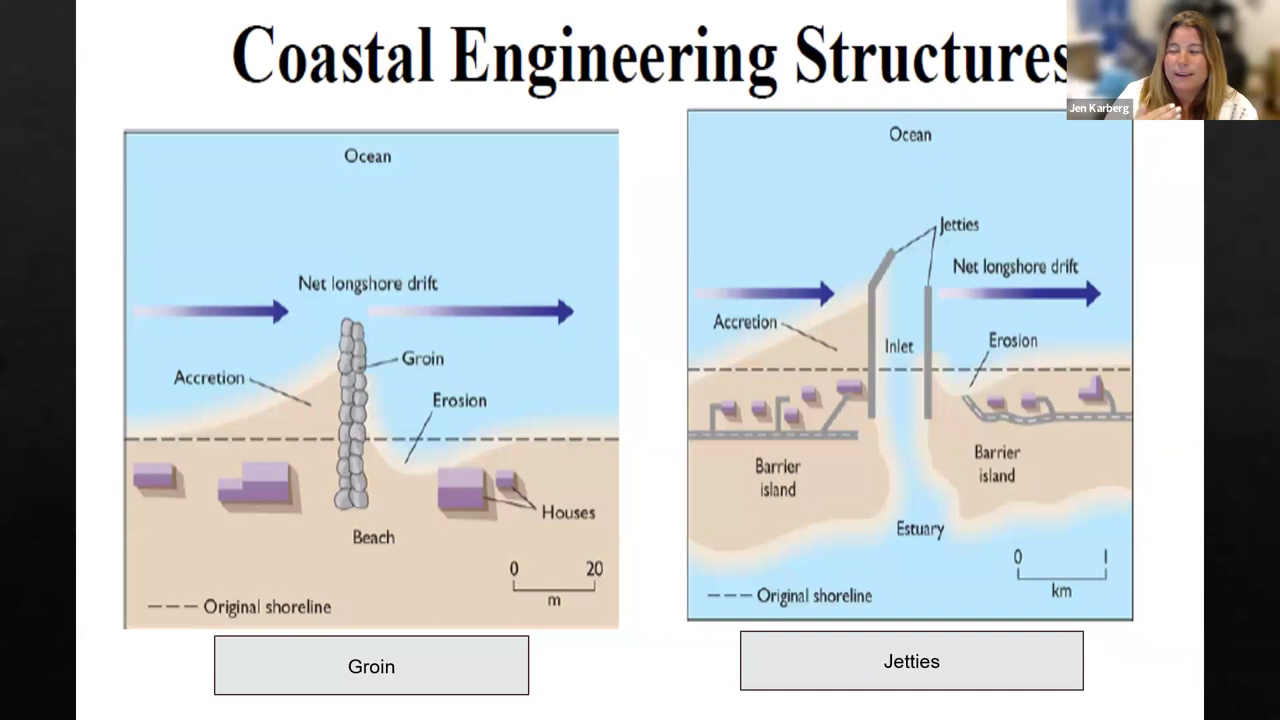 Coastal Engineering Structures
Jen Karberg
Ocean
Net longshore drift
Groin
Accretion
Erosion
Houses
Beach
0 20
m
Original shoreline
Groin
Ocean
Jetties
Net longshore drift
Accretion
Inlet
Erosion
Barrier
island
Barrier
island
Estuary
0 1
km
Original shoreline
Jetties